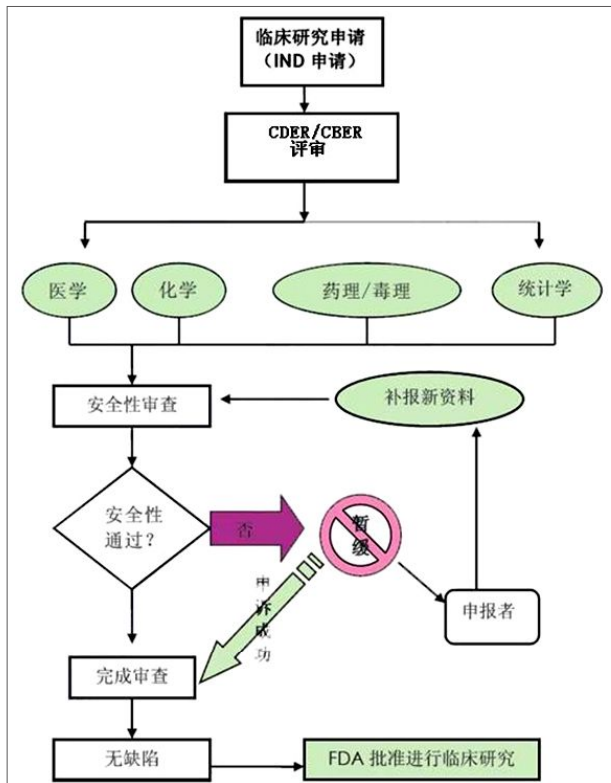 临床研究申请
（IND 申请）
CDER/CBER
评审
医学
化学
药理/毒理
统计学
安全性审查
补报新资料
安全性
通过？
否
暂
缓
申诉成功
申报者
完成审查
无缺陷
FDA 批准进行临床研究